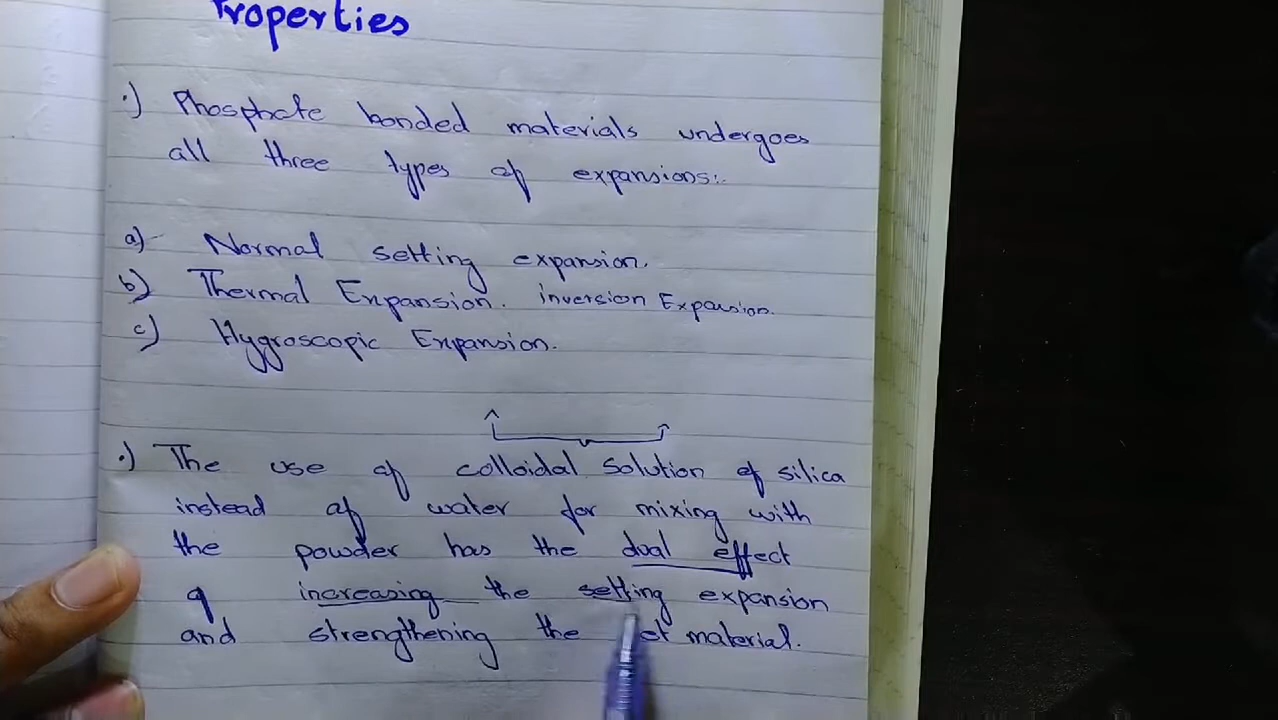 Properties
•) Phosphate bonded materials undergoes
all three types of expansions:
a) Normal setting expansion.
b) Thermal Expansion. inversion Expansion.
c) Hygroscopic Expansion.
•) The use of colloidal solution of silica
instead of water for mixing with
the powder has the dual effect
of increasing the setting expansion
and strengthening the material.